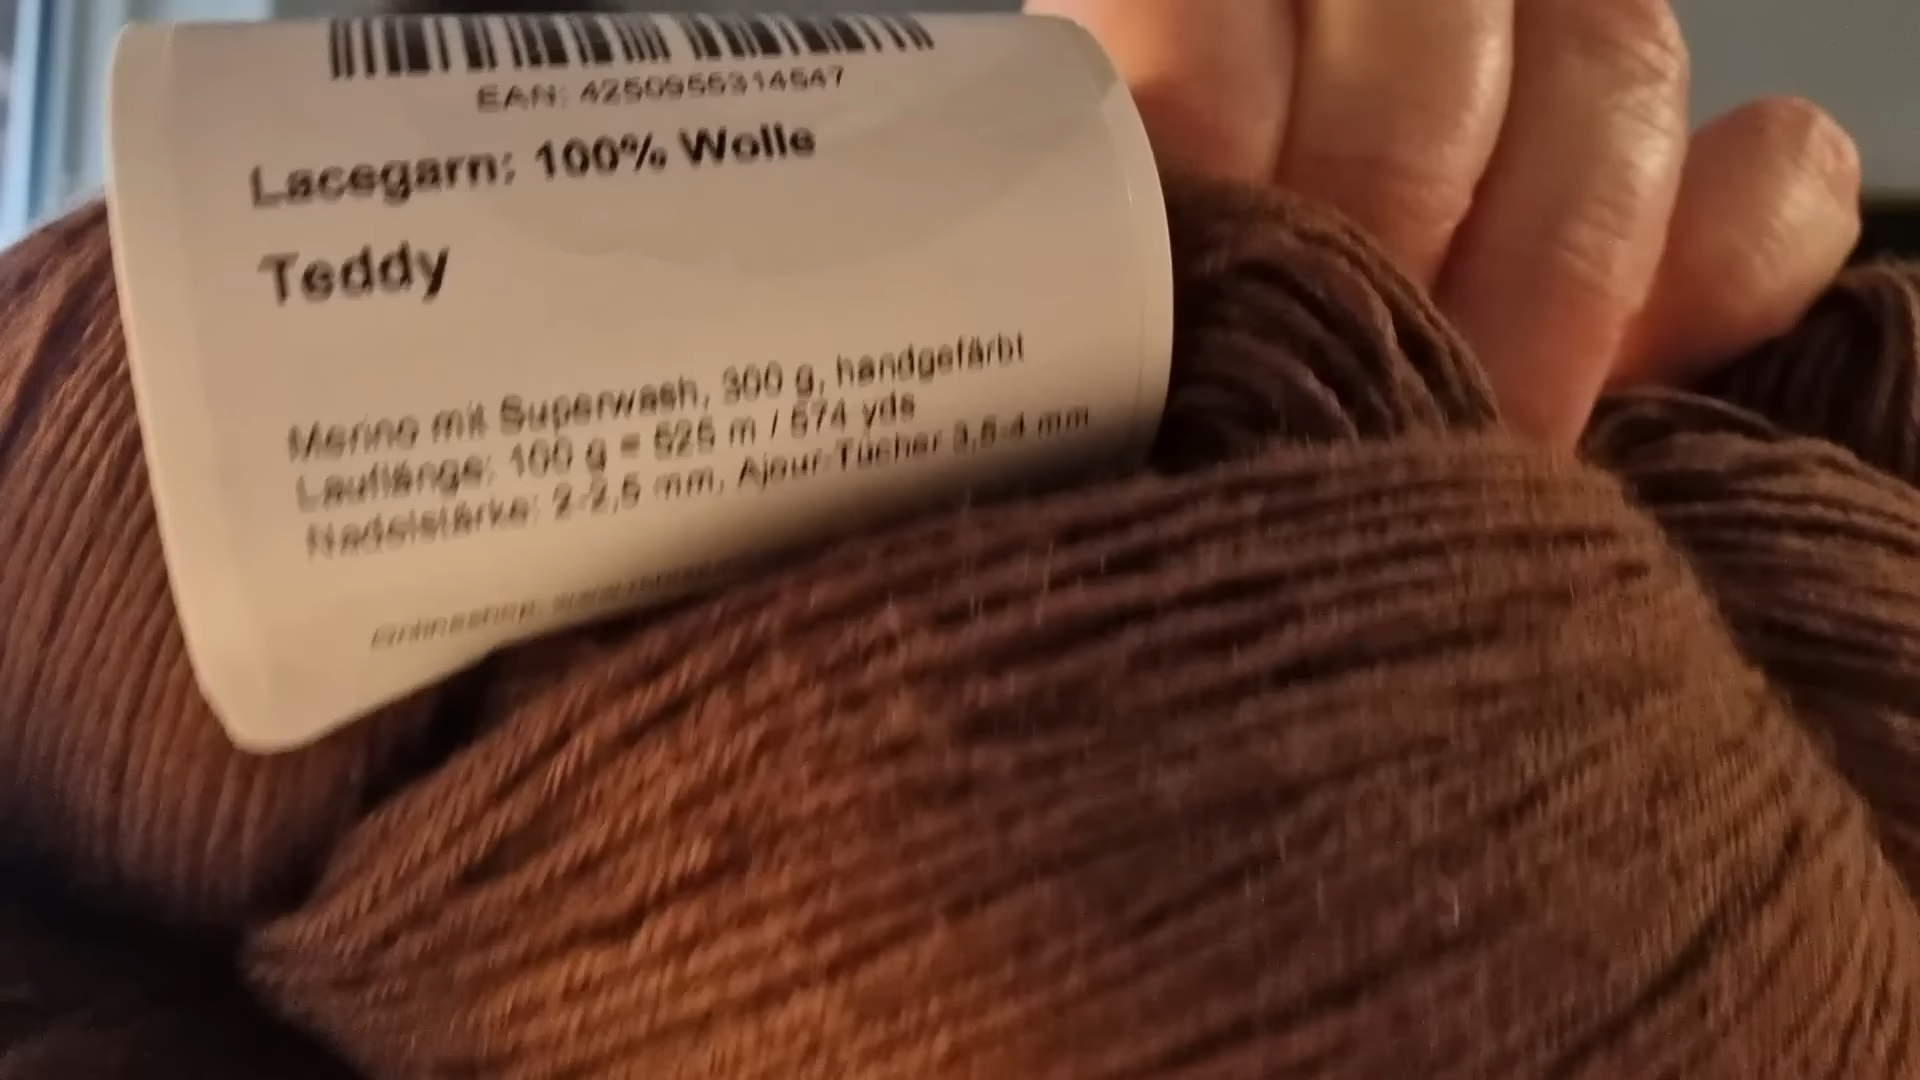 EAN: 4250955314547
Lacegarn: 100% Wolle
Teddy
Merino mit Superwash, 300 g, handgefärbt
Lauflänge: 100 g = 525 m / 574 yds
Nadelstärke: 2-2,5 mm, Ajour-Tücher 3,5-4 mm
Onlineshop: